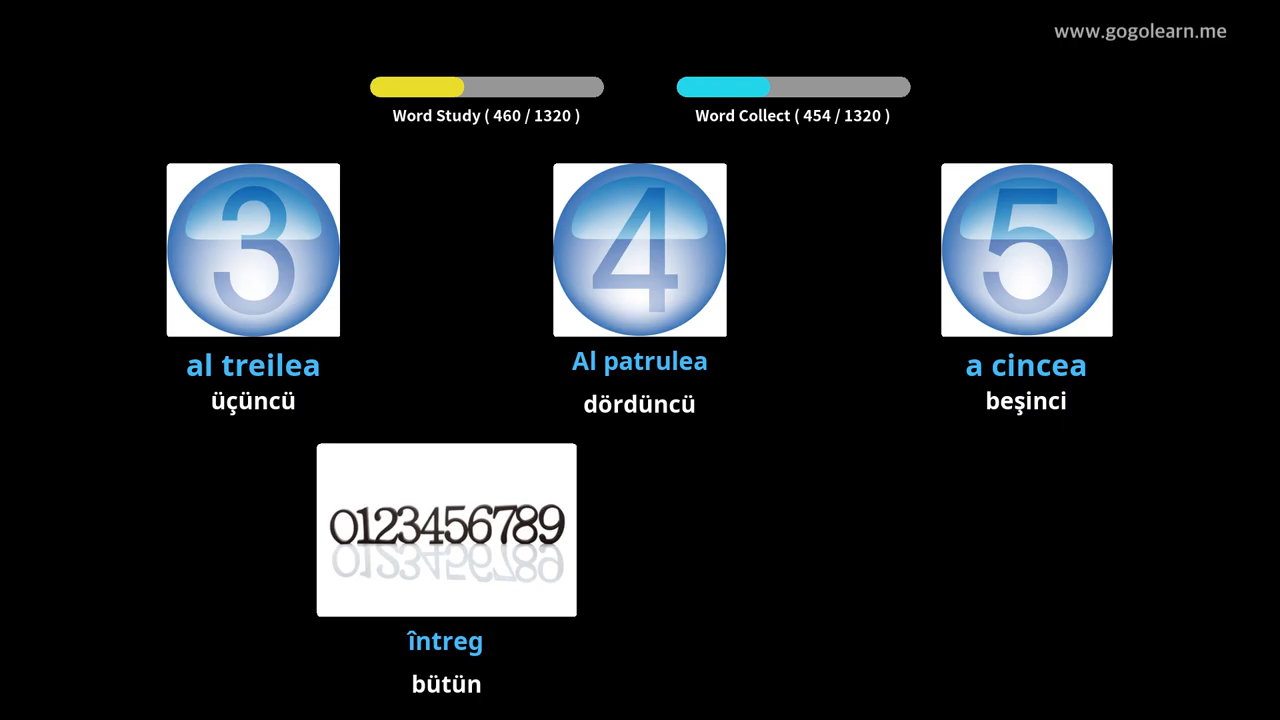 www.gogolearn.me
Word Study ( 460 / 1320 )
Word Collect ( 454 / 1320 )
3
4
5
al treilea
Al patrulea
a cincea
üçüncü
dördüncü
beşinci
0123456789
întreg
bütün